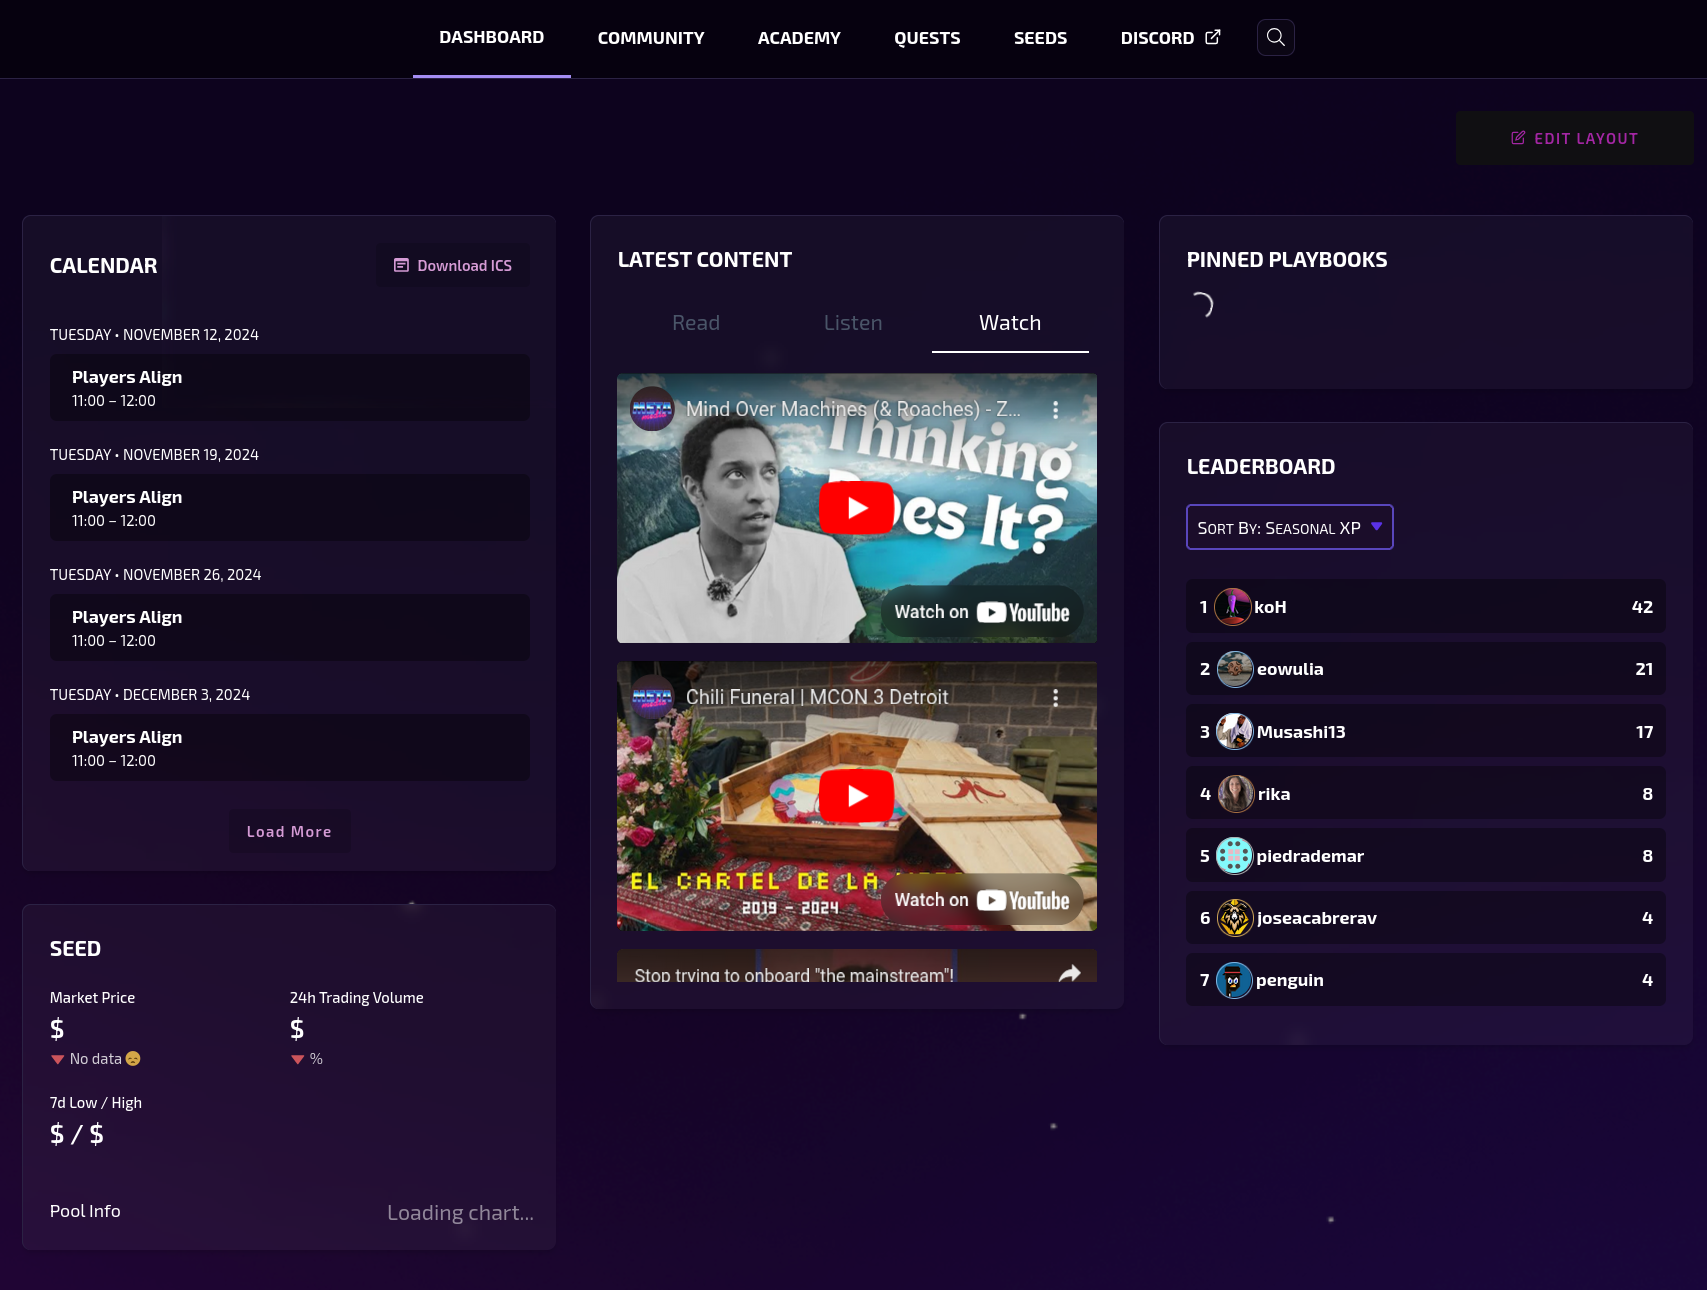 DASHBOARD
COMMUNITY
ACADEMY
QUESTS
SEEDS
DISCORD
EDIT LAYOUT
CALENDAR
Download ICS
TUESDAY • NOVEMBER 12, 2024
Players Align
11:00 – 12:00
TUESDAY • NOVEMBER 19, 2024
Players Align
11:00 – 12:00
TUESDAY • NOVEMBER 26, 2024
Players Align
11:00 – 12:00
TUESDAY • DECEMBER 3, 2024
Players Align
11:00 – 12:00
Load More
SEED
Market Price
$
No data
24h Trading Volume
$
%
7d Low / High
$ / $
Pool Info
Loading chart...
LATEST CONTENT
Read
Listen
Watch
META
Mind Over Machines (& Roaches) - Z...
Thinking
Does It?
Watch on YouTube
META
Chili Funeral | MCON 3 Detroit
EL CARTEL DE LA
2019 - 2024
Watch on YouTube
Stop trying to onboard "the mainstream"!
PINNED PLAYBOOKS
LEADERBOARD
SORT BY: SEASONAL XP
1 koH 42
2 eowulia 21
3 Musashi13 17
4 rika 8
5 piedrademar 8
6 joseacabrerav 4
7 penguin 4